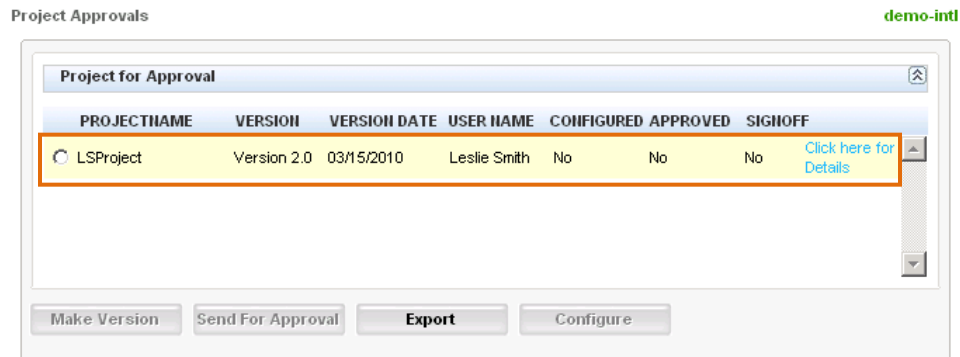 Project Approvals demo-intl
Project for Approval
PROJECTNAME VERSION VERSION DATE USER NAME CONFIGURED APPROVED SIGNOFF
LSProject Version 2.0 03/15/2010 Leslie Smith No No No Click here for
Details
Make Version Send For Approval Export Configure